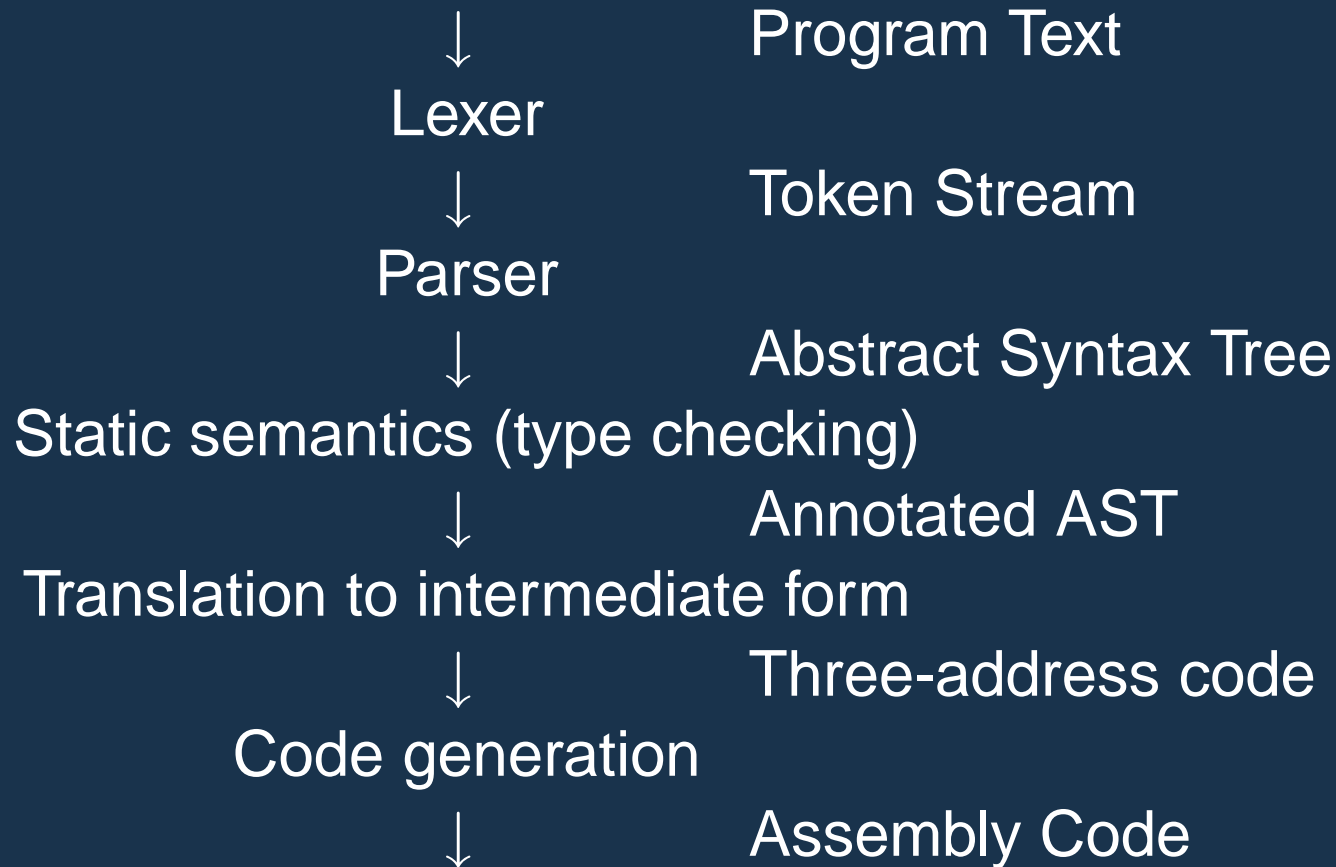 ↓ Program Text
Lexer
↓ Token Stream
Parser
↓ Abstract Syntax Tree
Static semantics (type checking)
↓ Annotated AST
Translation to intermediate form
↓ Three-address code
Code generation
↓ Assembly Code